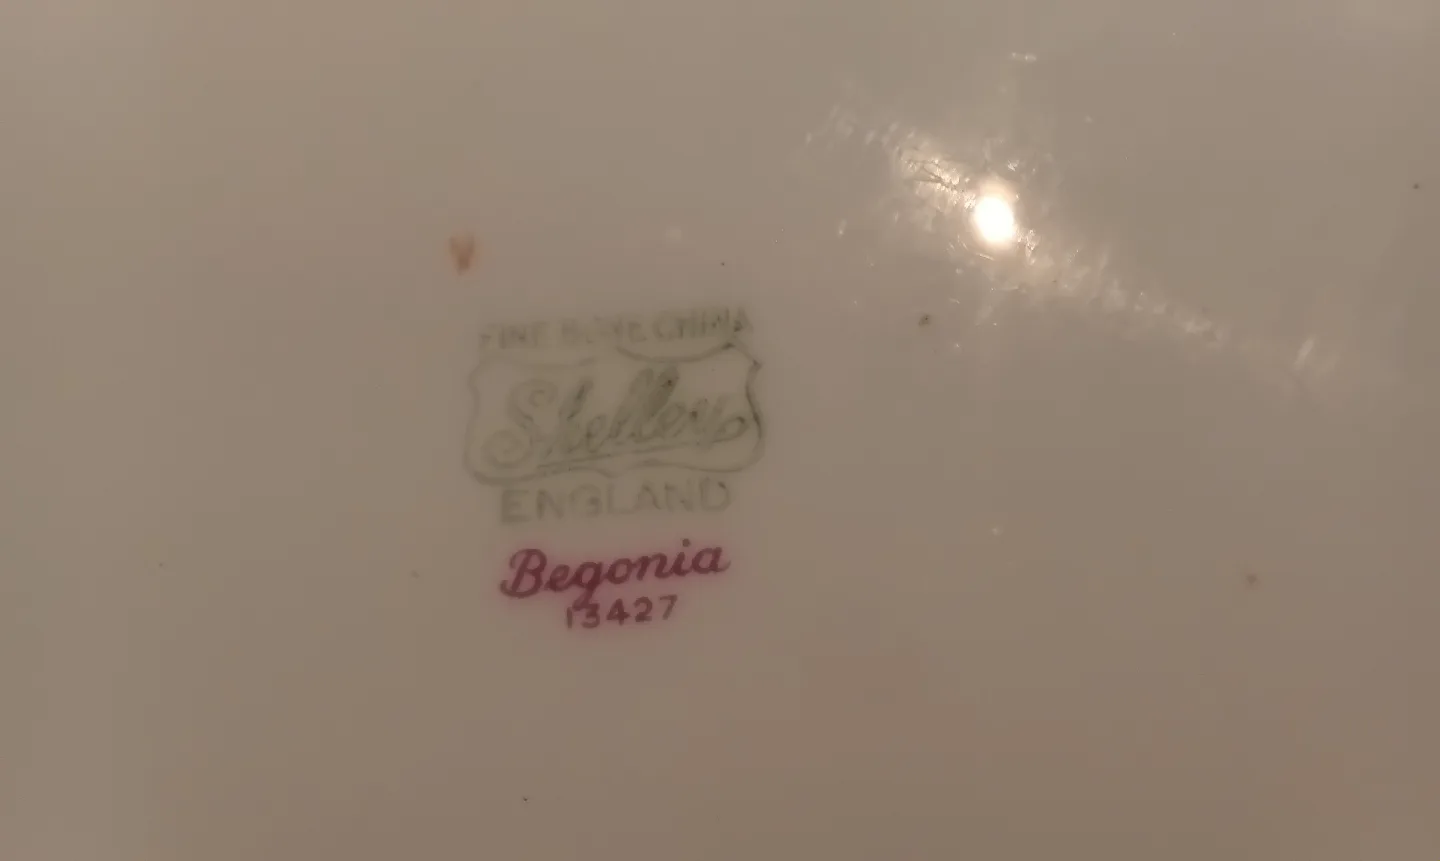 FINE BONE CHINA
Shelley
ENGLAND
Begonia
13427